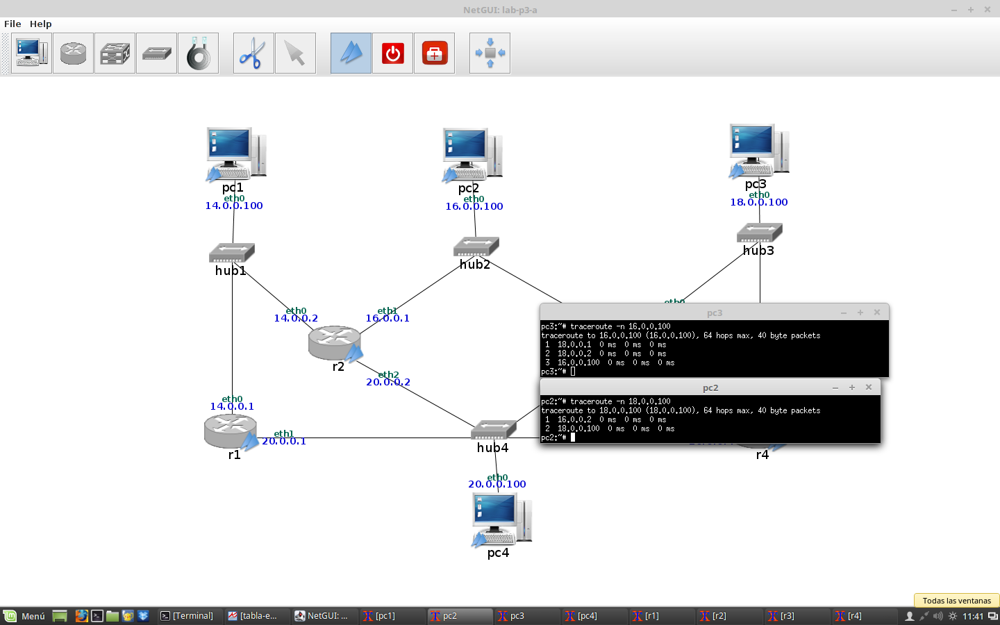 NetGUI: lab-p3-a
File Help
pc1
eth0
14.0.0.100
pc2
eth0
16.0.0.100
pc3
eth0
18.0.0.100
hub1
hub2
hub3
eth0
14.0.0.2
eth1
16.0.0.1
eth0
r2
eth2
20.0.0.2
pc3
pc3:~# traceroute -n 16.0.0.100
traceroute to 16.0.0.100 (16.0.0.100), 64 hops max, 40 byte packets
1 18.0.0.1 0 ms 0 ms 0 ms
2 18.0.0.2 0 ms 0 ms 0 ms
3 16.0.0.100 0 ms 0 ms 0 ms
pc3:~#
pc2
pc2:~# traceroute -n 18.0.0.100
traceroute to 18.0.0.100 (18.0.0.100), 64 hops max, 40 byte packets
1 16.0.0.2 0 ms 0 ms 0 ms
2 18.0.0.100 0 ms 0 ms 0 ms
pc2:~#
eth0
14.0.0.1
eth1
20.0.0.1
r1
hub4
r4
eth0
20.0.0.100
pc4
Todas las ventanas
Menú [Terminal] [tabla-e... NetGUI: ... [pc1] pc2 pc3 [pc4] [r1] [r2] [r3] [r4] 11:41